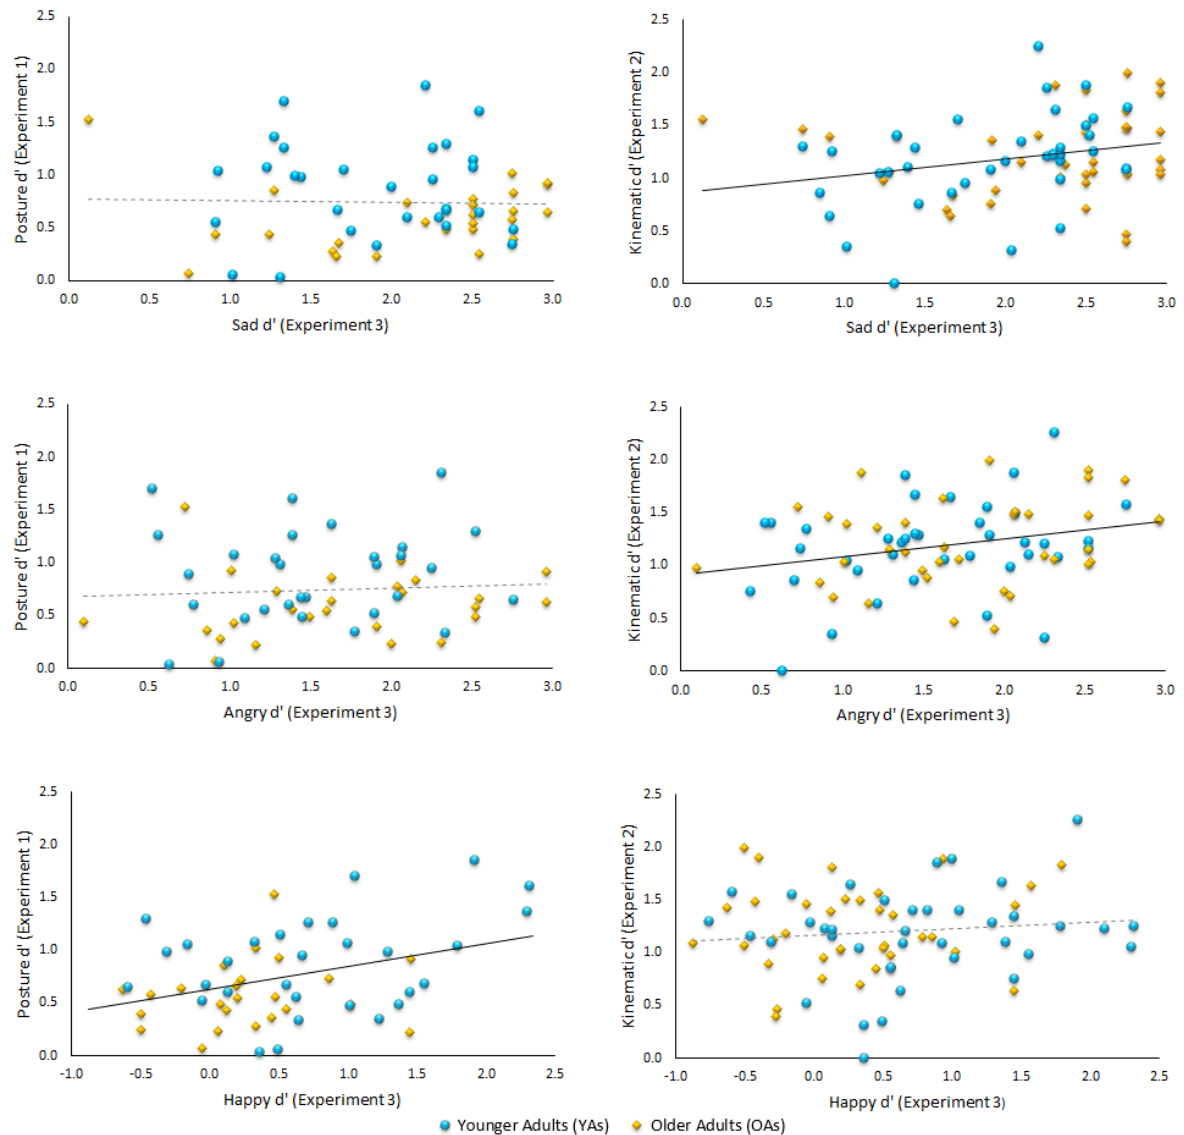 2.5
2.0
1.5
1.0
0.5
0.0
Posture d' (Experiment 1)
0.0 0.5 1.0 1.5 2.0 2.5 3.0
Sad d' (Experiment 3)
2.5
2.0
1.5
1.0
0.5
0.0
Kinematic d' (Experiment 2)
0.0 0.5 1.0 1.5 2.0 2.5 3.0
Sad d' (Experiment 3)
2.5
2.0
1.5
1.0
0.5
0.0
Posture d' (Experiment 1)
0.0 0.5 1.0 1.5 2.0 2.5 3.0
Angry d' (Experiment 3)
2.5
2.0
1.5
1.0
0.5
0.0
Kinematic d' (Experiment 2)
0.0 0.5 1.0 1.5 2.0 2.5 3.0
Angry d' (Experiment 3)
2.5
2.0
1.5
1.0
0.5
0.0
Posture d' (Experiment 1)
-1.0 -0.5 0.0 0.5 1.0 1.5 2.0 2.5
Happy d' (Experiment 3)
2.5
2.0
1.5
1.0
0.5
0.0
Kinematic d' (Experiment 2)
-1.0 -0.5 0.0 0.5 1.0 1.5 2.0 2.5
Happy d' (Experiment 3)
Younger Adults (YAs) Older Adults (OAs)